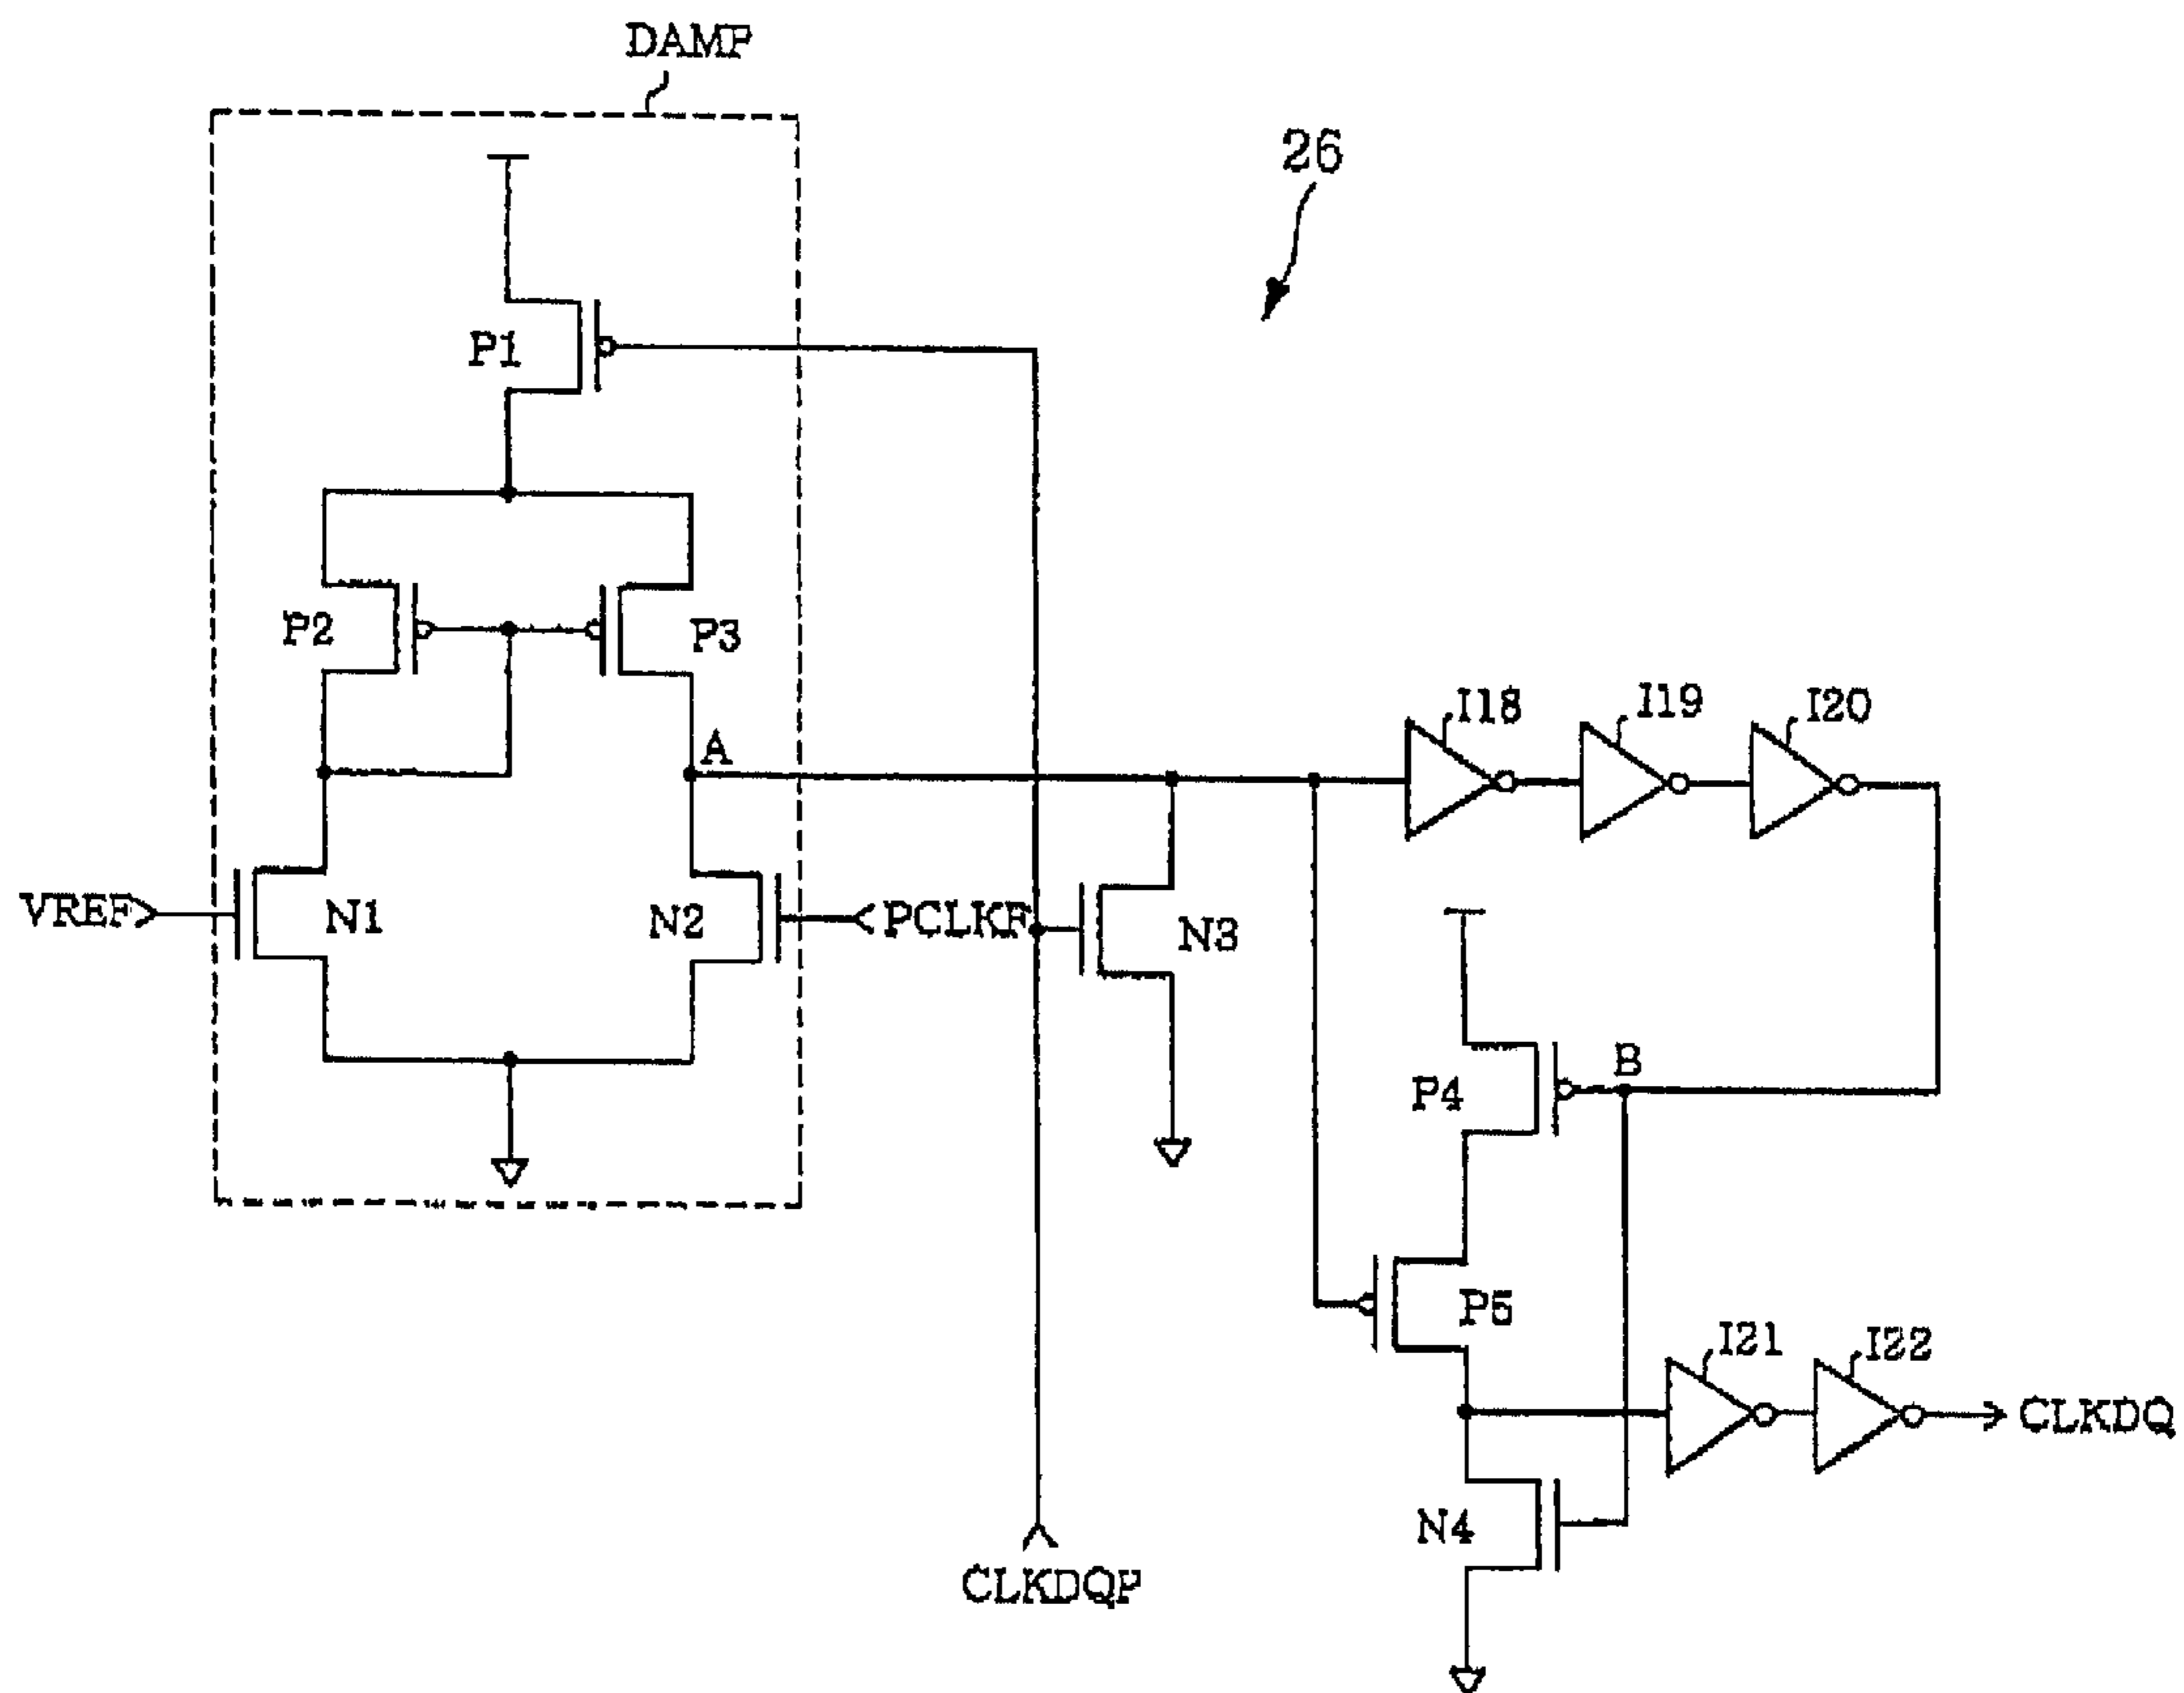 DAMP
26
P1
P2
P3
I18
I19
I20
A
VREF
N1
N2
PCLKF
N3
B
P4
P5
I21
I22
CLKDQ
N4
CLKDQP